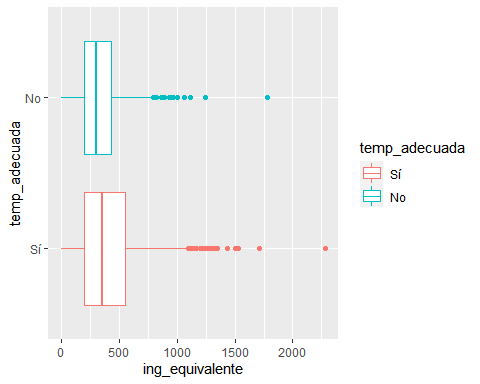 temp_adecuada
No
Sí
0
500
1000
1500
2000
ing_equivalente
temp_adecuada
Sí
No